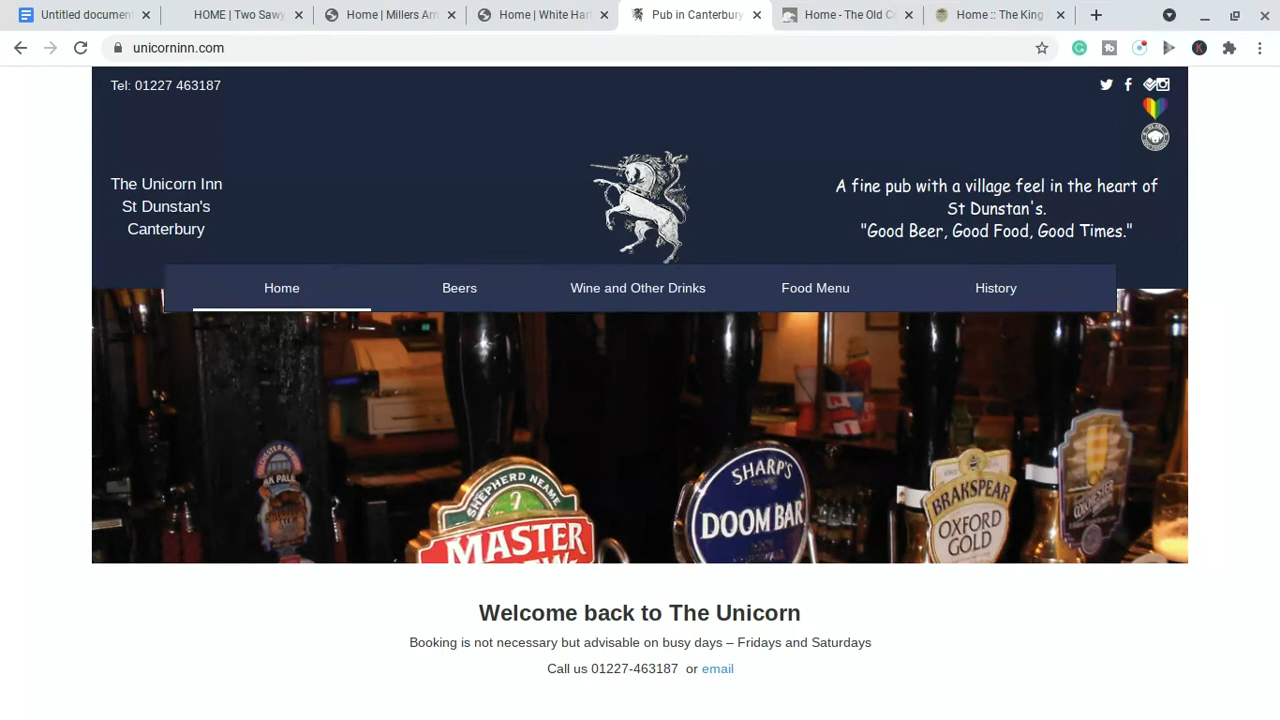 Untitled documen
HOME | Two Sawy
Home | Millers Arm
Home | White Har
Pub in Canterbury
Home - The Old C
Home :: The King
unicorninn.com
Tel: 01227 463187
The Unicorn Inn
St Dunstan's
Canterbury
A fine pub with a village feel in the heart of
St Dunstan's.
"Good Beer, Good Food, Good Times."
Home
Beers
Wine and Other Drinks
Food Menu
History
SHEPHERD NEAME
MASTER
SHARP'S
DOOM BAR
BRAKSPEAR
OXFORD
GOLD
Welcome back to The Unicorn
Booking is not necessary but advisable on busy days – Fridays and Saturdays
Call us 01227-463187 or email